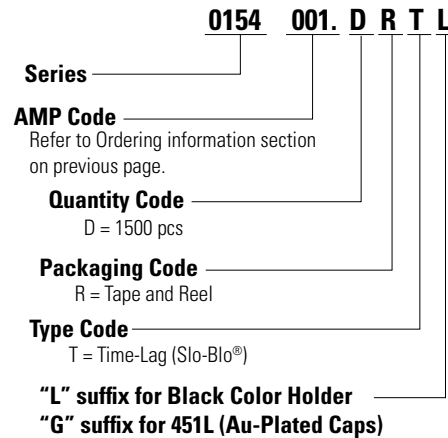 0154 001. D R T L
Series
AMP Code
Refer to Ordering information section
on previous page.
Quantity Code
D = 1500 pcs
Packaging Code
R = Tape and Reel
Type Code
T = Time-Lag (Slo-Blo®)
“L” suffix for Black Color Holder
“G” suffix for 451L (Au-Plated Caps)